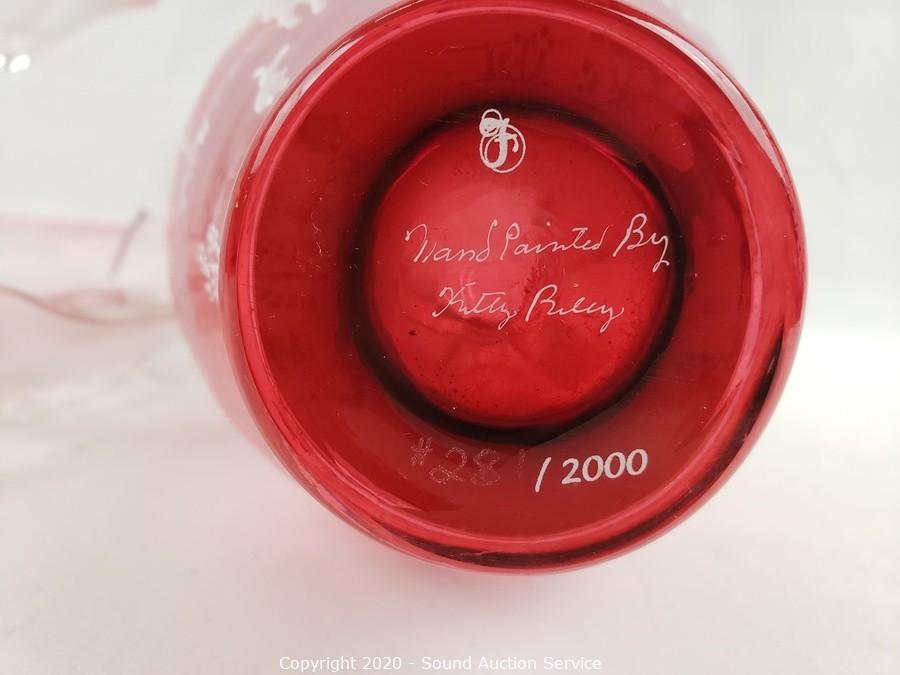 F
Hand Painted By
Kitty Riley
#281/2000
Copyright 2020 - Sound Auction Service